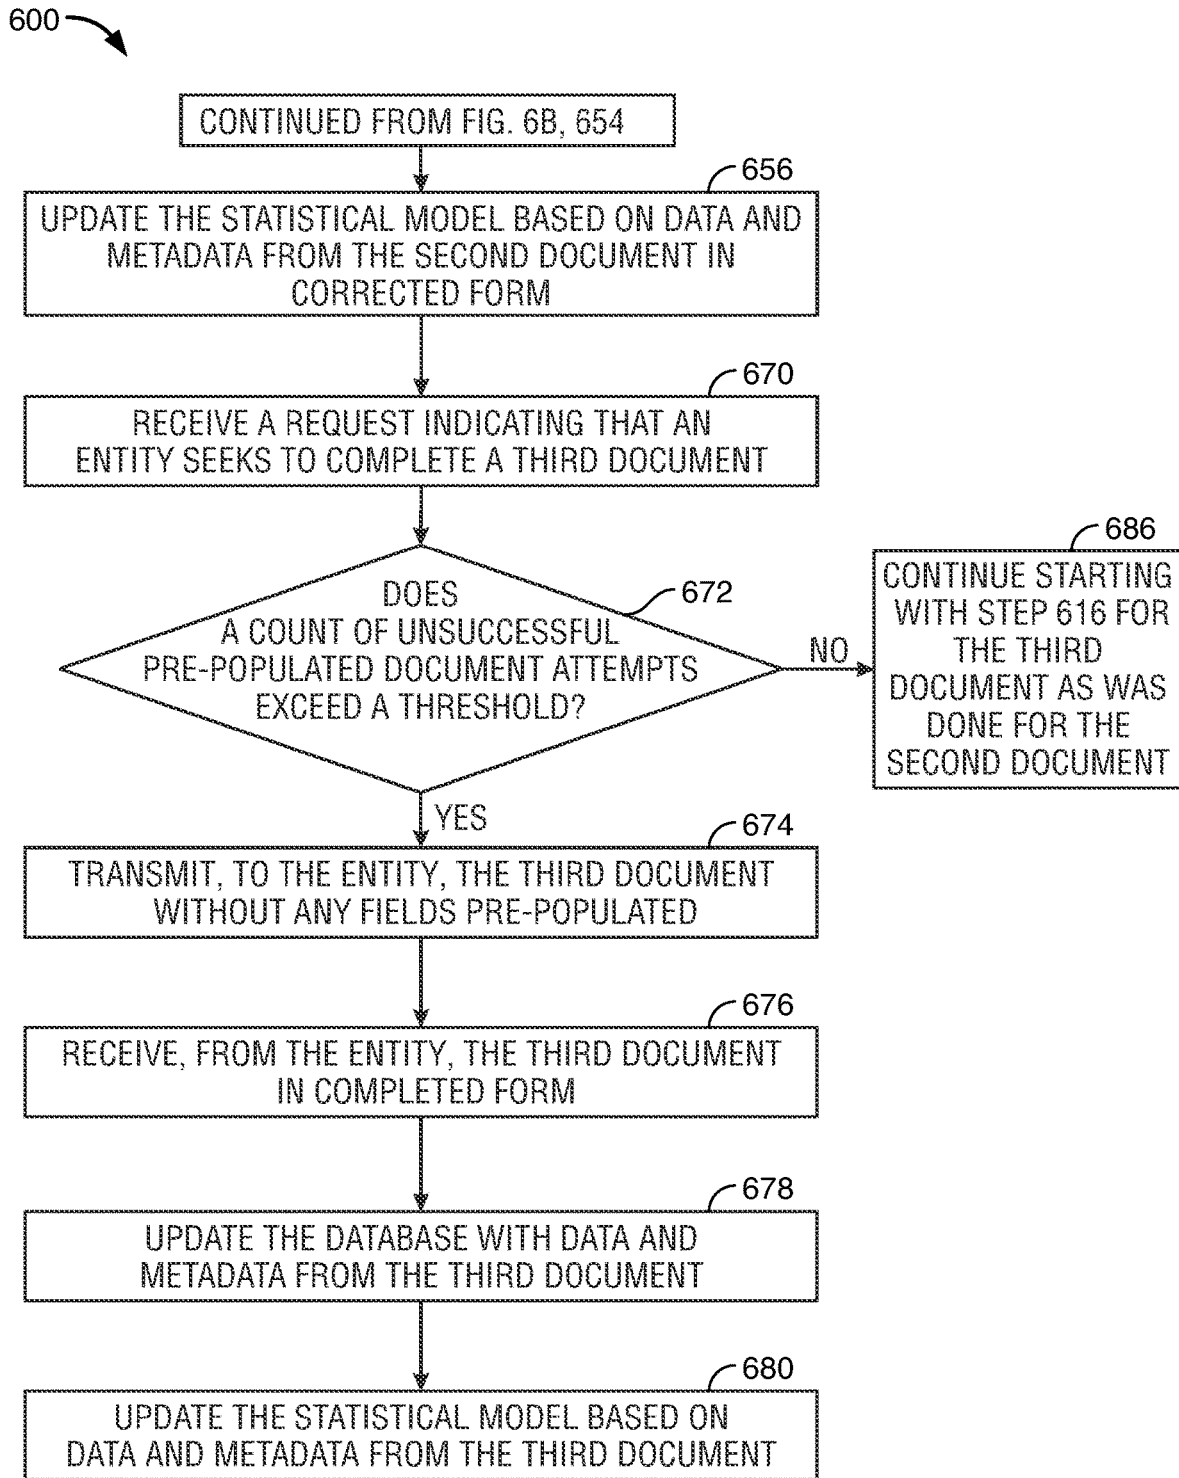 600
CONTINUED FROM FIG. 6B, 654
656
UPDATE THE STATISTICAL MODEL BASED ON DATA AND
METADATA FROM THE SECOND DOCUMENT IN
CORRECTED FORM
670
RECEIVE A REQUEST INDICATING THAT AN
ENTITY SEEKS TO COMPLETE A THIRD DOCUMENT
672
DOES
A COUNT OF UNSUCCESSFUL
PRE-POPULATED DOCUMENT ATTEMPTS
EXCEED A THRESHOLD?
NO
686
CONTINUE STARTING
WITH STEP 616 FOR
THE THIRD
DOCUMENT AS WAS
DONE FOR THE
SECOND DOCUMENT
YES
674
TRANSMIT, TO THE ENTITY, THE THIRD DOCUMENT
WITHOUT ANY FIELDS PRE-POPULATED
676
RECEIVE, FROM THE ENTITY, THE THIRD DOCUMENT
IN COMPLETED FORM
678
UPDATE THE DATABASE WITH DATA AND
METADATA FROM THE THIRD DOCUMENT
680
UPDATE THE STATISTICAL MODEL BASED ON
DATA AND METADATA FROM THE THIRD DOCUMENT